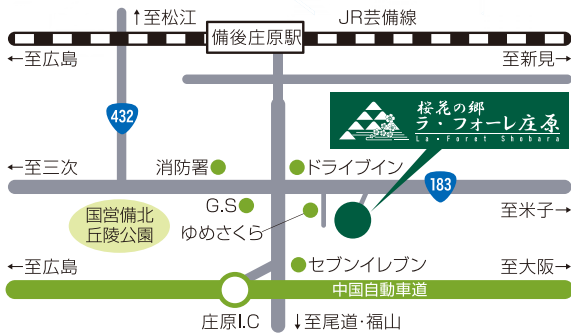 ↑至松江
JR芸備線
備後庄原駅
←至広島
至新見→
432
桜花の郷
ラ・フォーレ庄原
La・Foret Shobara
←至三次
消防署
ドライブイン
183
国営備北
丘陵公園
G.S
ゆめさくら
至米子→
←至広島
セブンイレブン
至大阪→
中国自動車道
庄原I.C
↓至尾道・福山